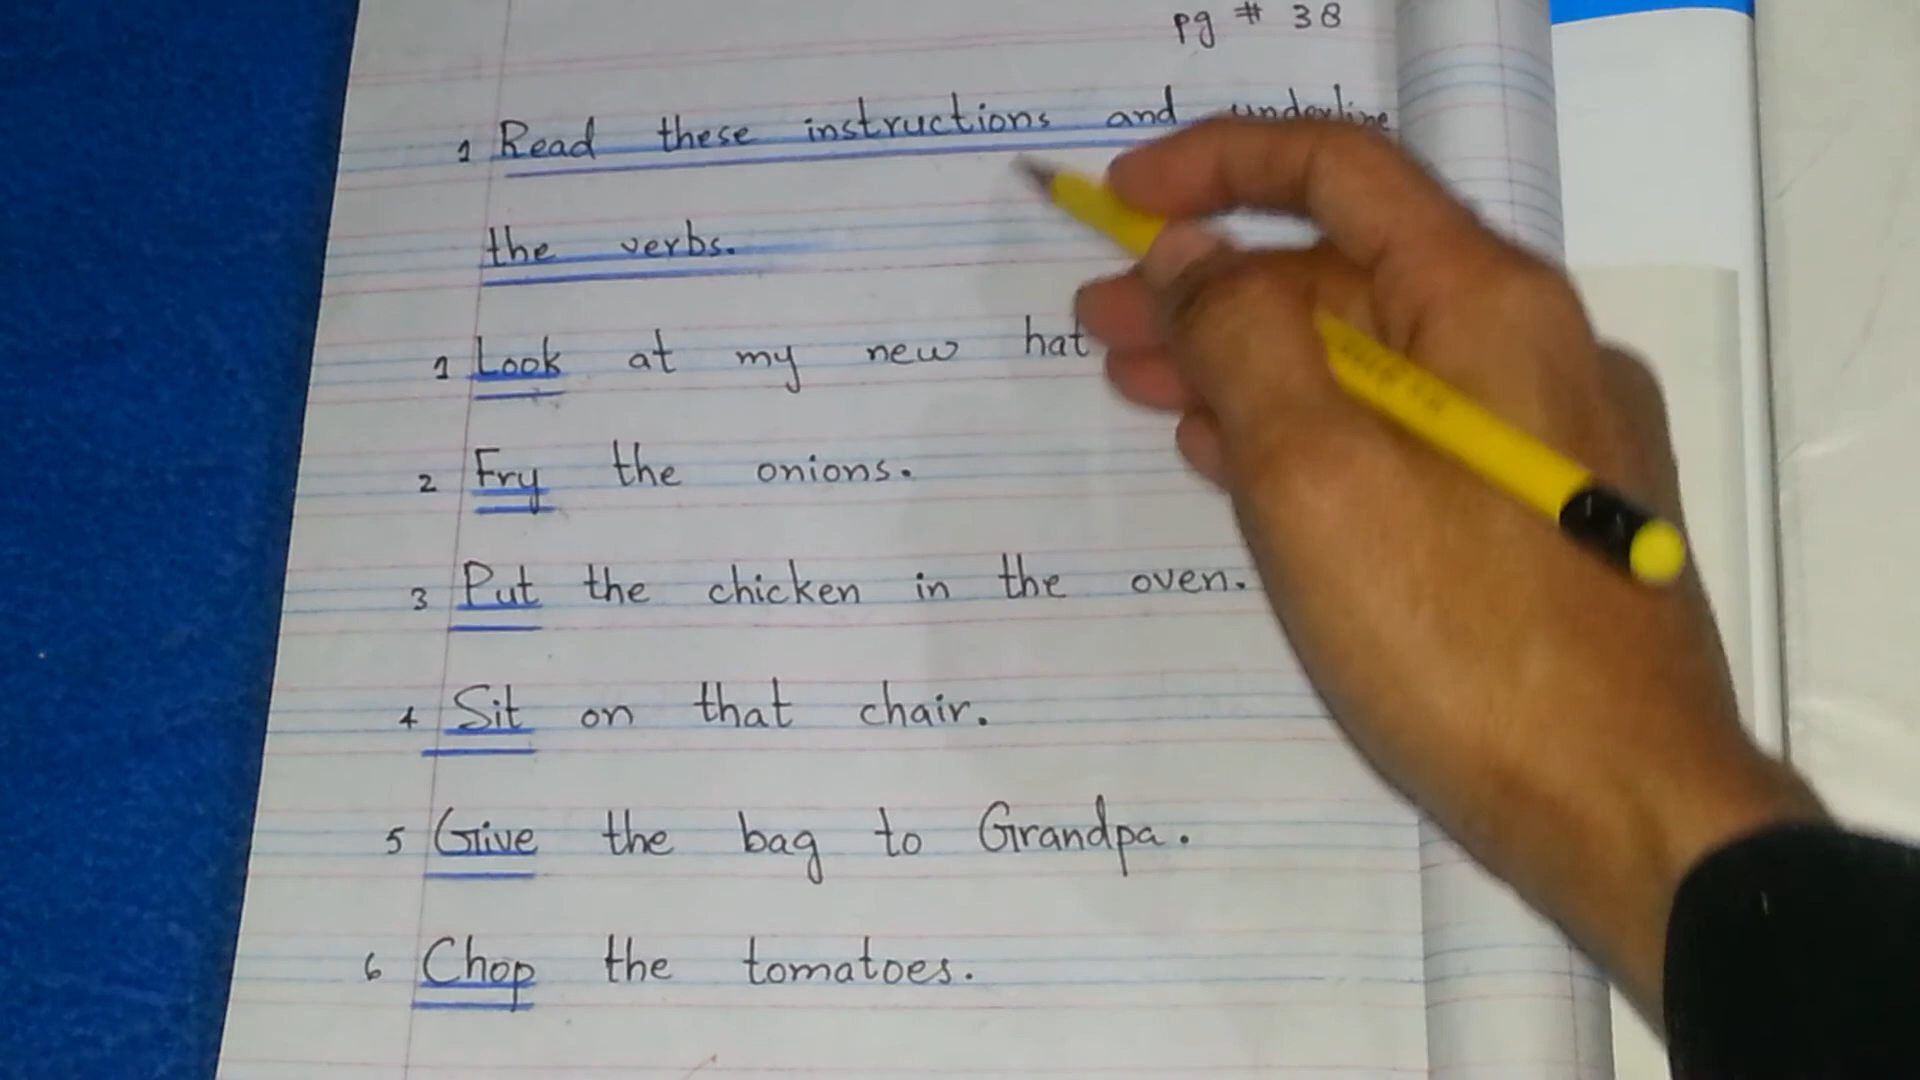 pg # 38
1 Read these instructions and underline
the verbs.
1 Look at my new hat
2 Fry the onions.
3 Put the chicken in the oven.
4 Sit on that chair.
5 Give the bag to Grandpa.
6 Chop the tomatoes.